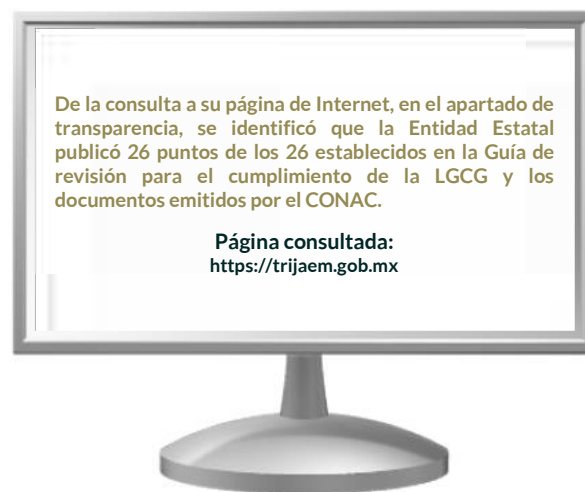 De la consulta a su página de Internet, en el apartado de
transparencia, se identificó que la Entidad Estatal
publicó 26 puntos de los 26 establecidos en la Guía de
revisión para el cumplimiento de la LGCG y los
documentos emitidos por el CONAC.
Página consultada:
https://trijaem.gob.mx